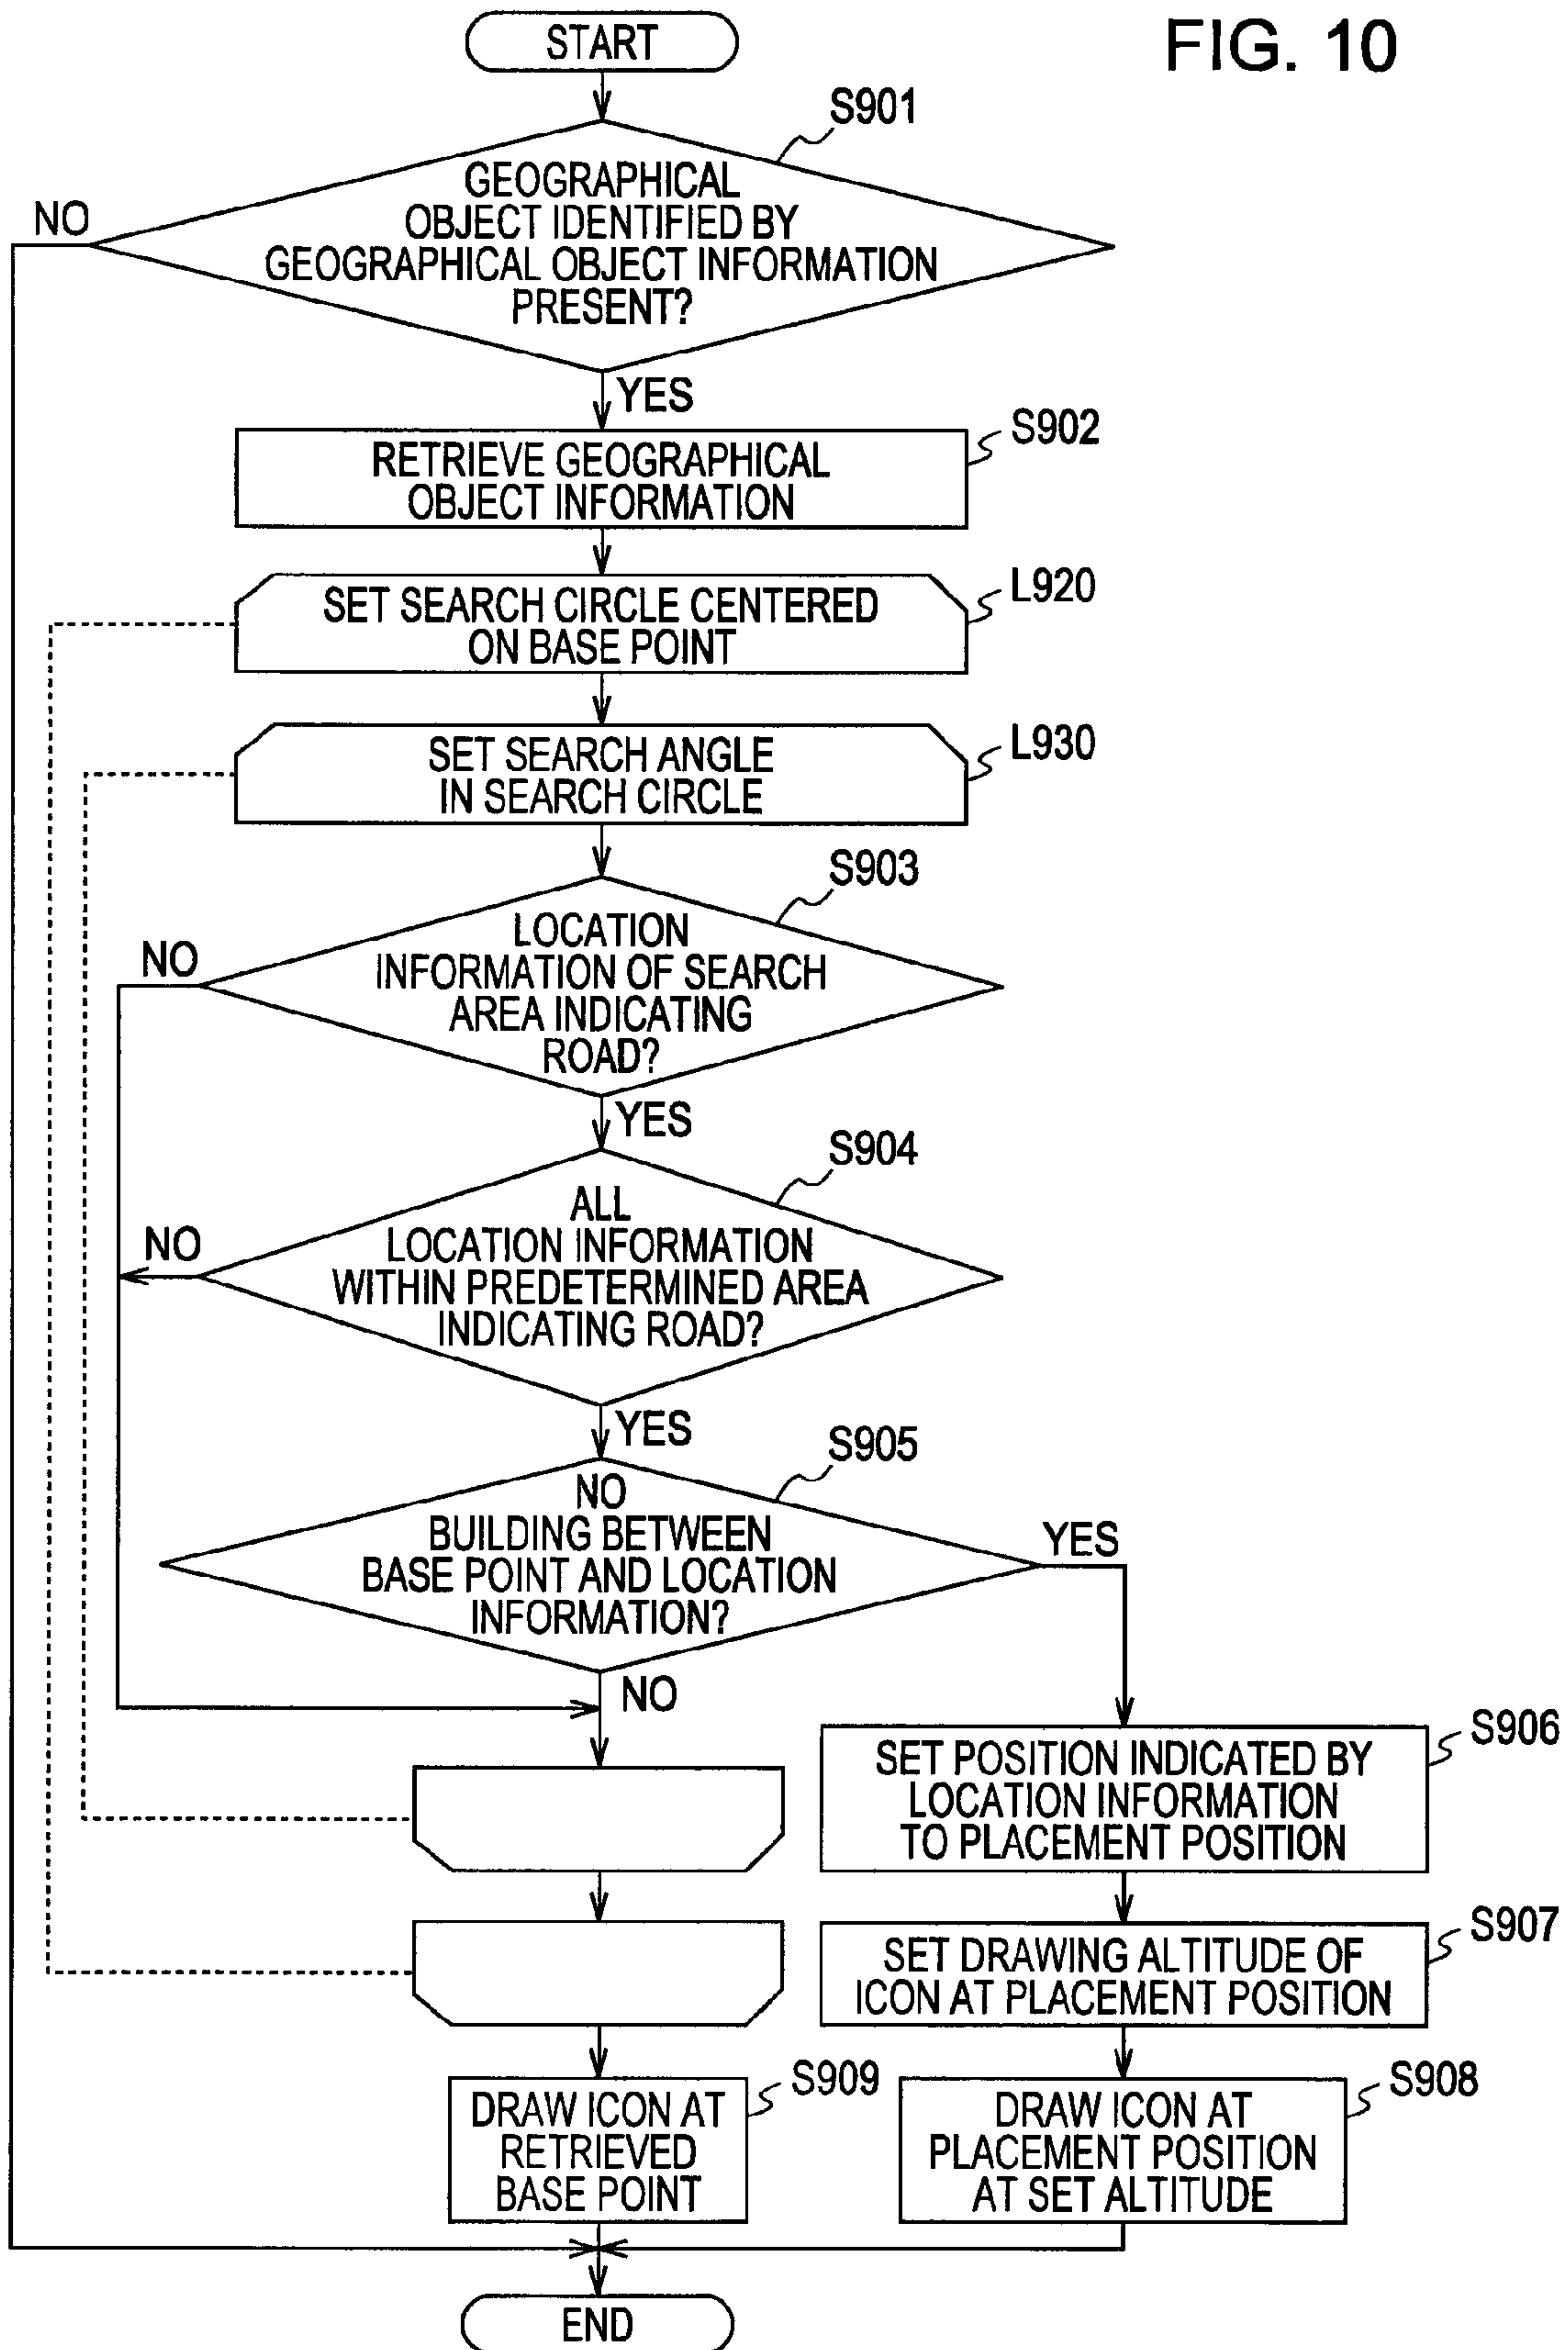 FIG. 10
START
S901
GEOGRAPHICAL
OBJECT IDENTIFIED BY
GEOGRAPHICAL OBJECT INFORMATION
PRESENT?
NO
YES
S902
RETRIEVE GEOGRAPHICAL
OBJECT INFORMATION
L920
SET SEARCH CIRCLE CENTERED
ON BASE POINT
L930
SET SEARCH ANGLE
IN SEARCH CIRCLE
S903
LOCATION
INFORMATION OF SEARCH
AREA INDICATING
ROAD?
NO
YES
S904
ALL
LOCATION INFORMATION
WITHIN PREDETERMINED AREA
INDICATING ROAD?
NO
YES
S905
NO
BUILDING BETWEEN
BASE POINT AND LOCATION
INFORMATION?
YES
NO
S906
SET POSITION INDICATED BY
LOCATION INFORMATION
TO PLACEMENT POSITION
S907
SET DRAWING ALTITUDE OF
ICON AT PLACEMENT POSITION
S909
DRAW ICON AT
RETRIEVED
BASE POINT
S908
DRAW ICON AT
PLACEMENT POSITION
AT SET ALTITUDE
END